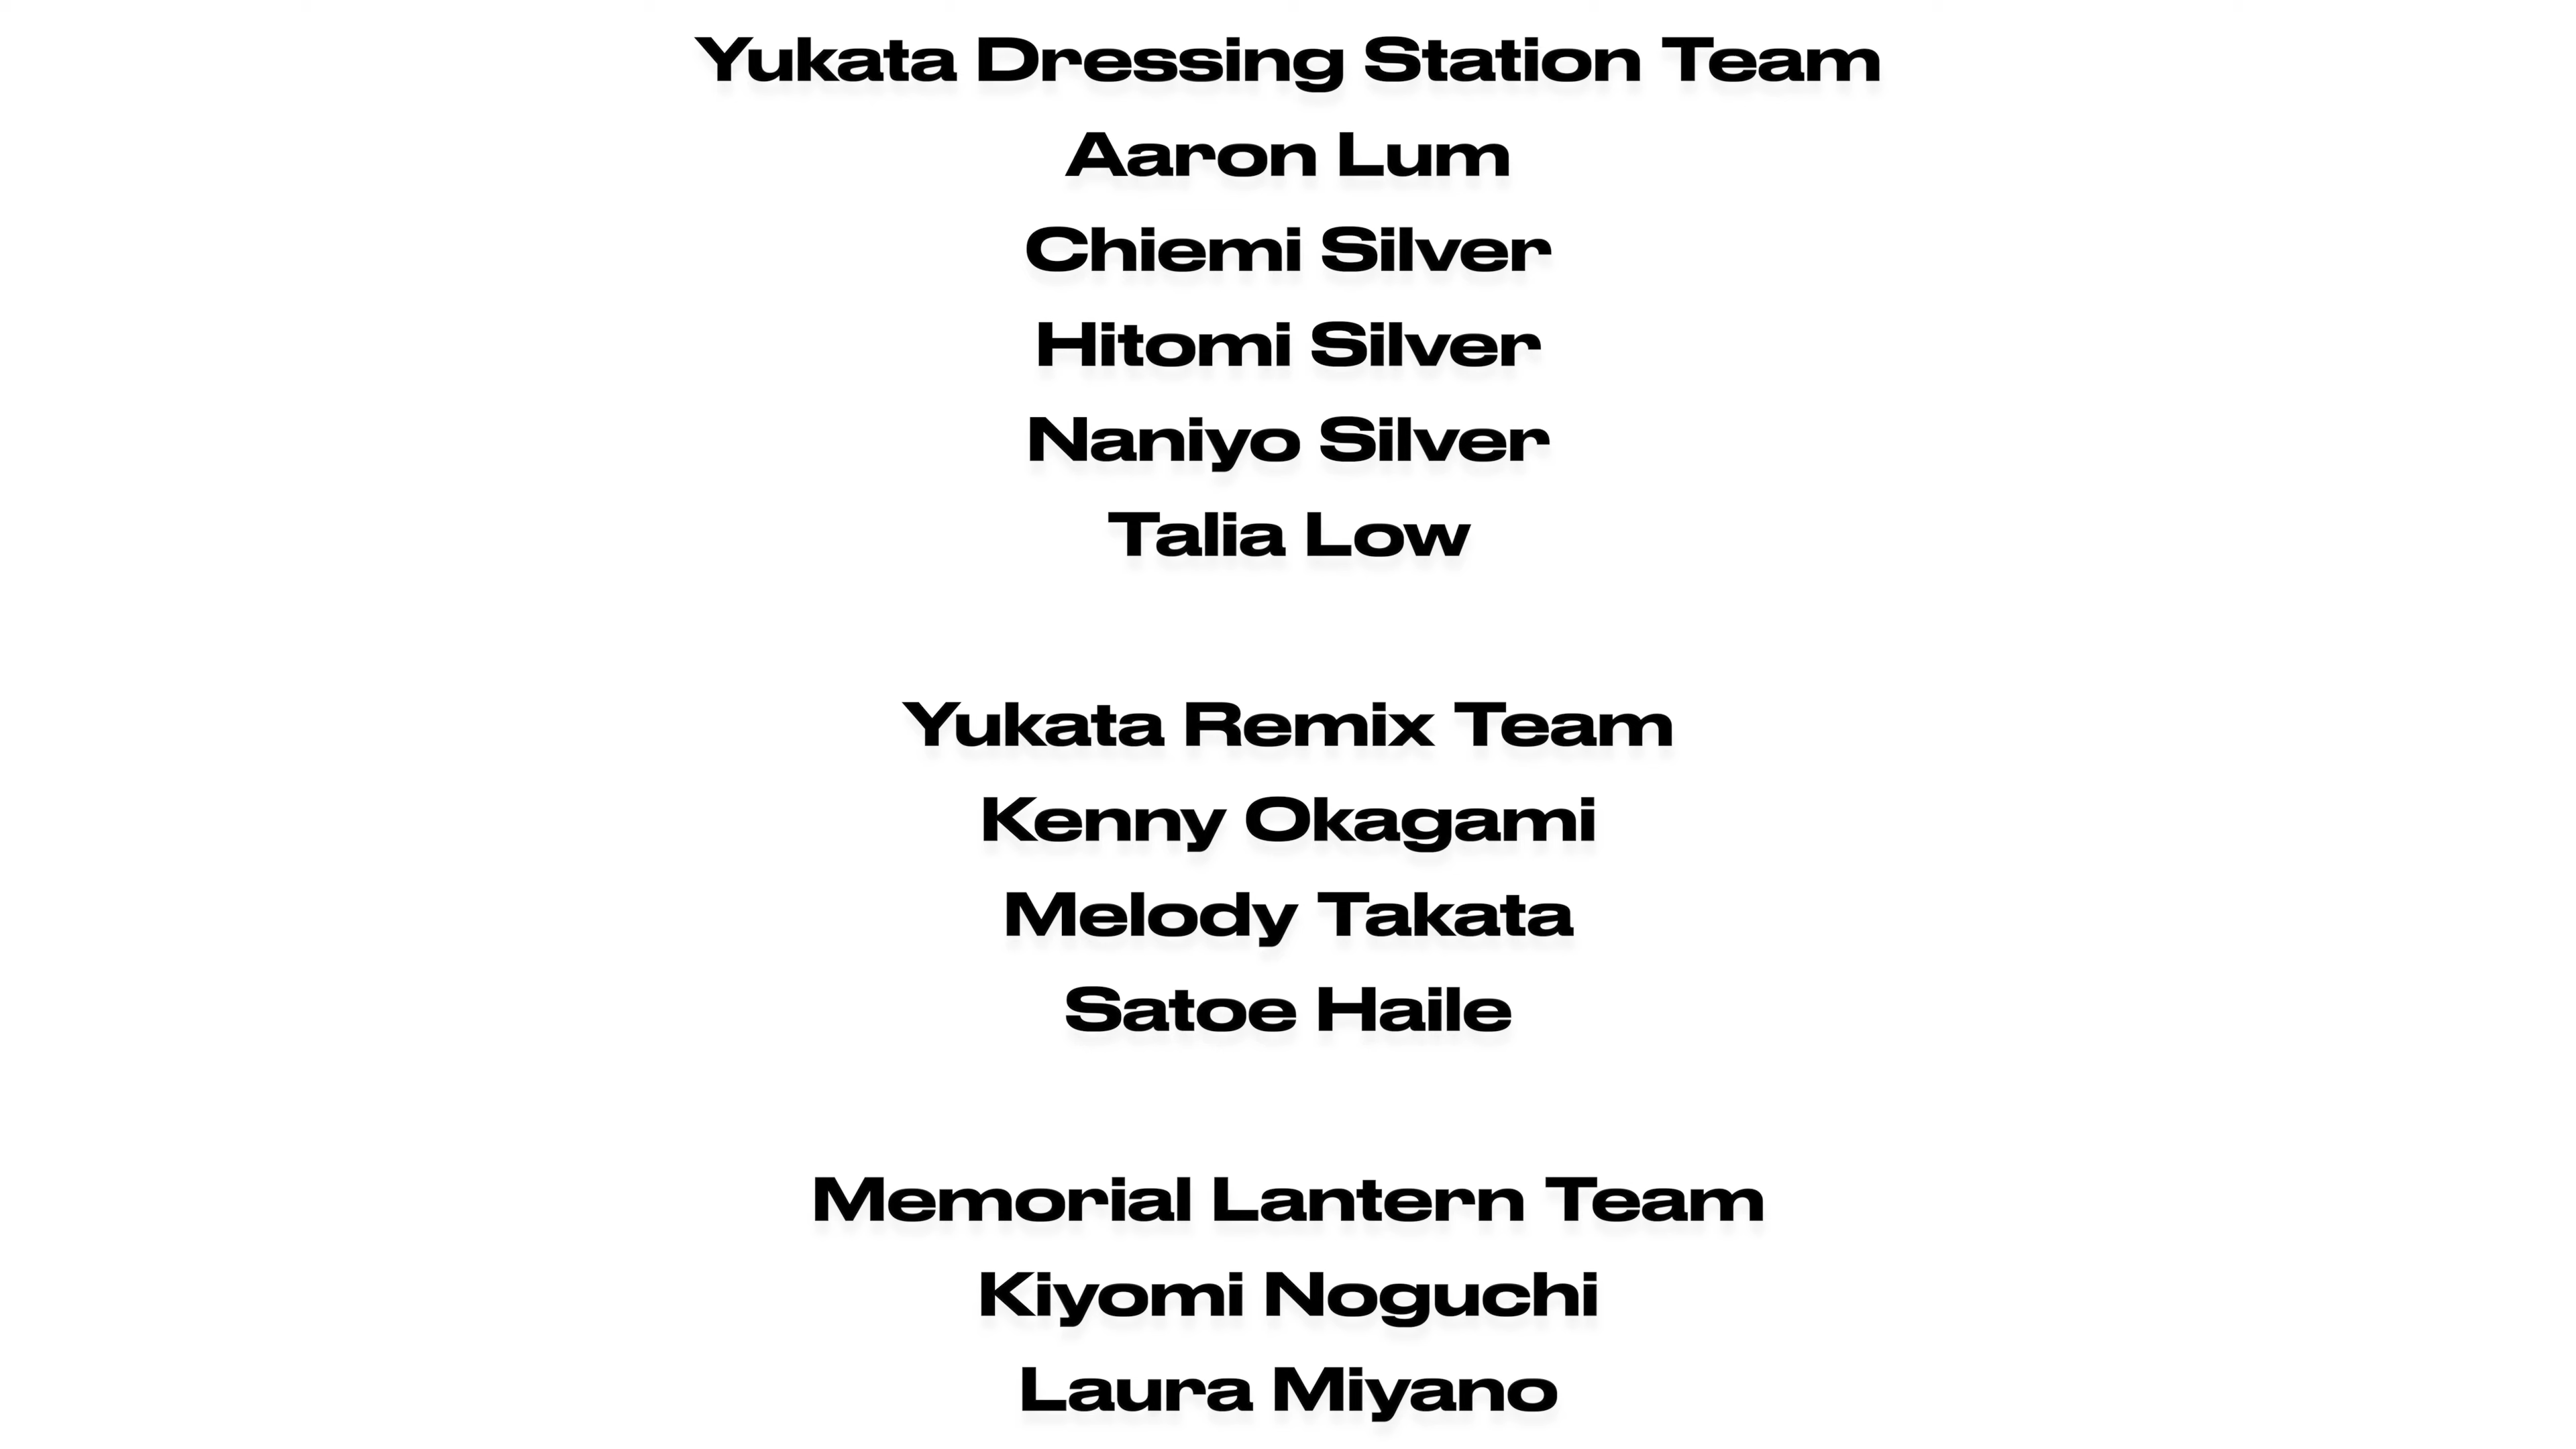 Yukata Dressing Station Team
Aaron Lum
Chiemi Silver
Hitomi Silver
Naniyo Silver
Talia Low
Yukata Remix Team
Kenny Okagami
Melody Takata
Satoe Haile
Memorial Lantern Team
Kiyomi Noguchi
Laura Miyano